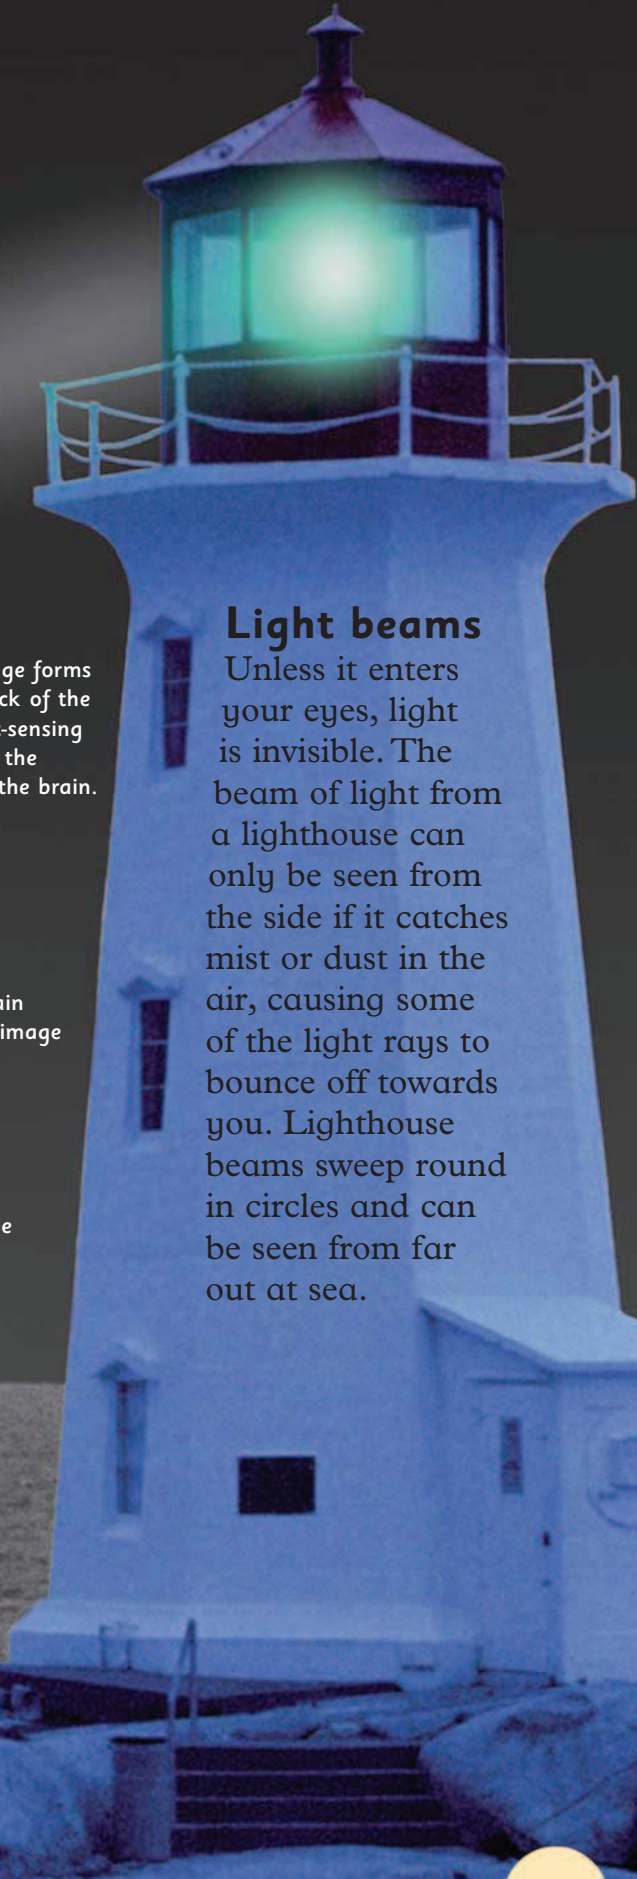 ge forms
ck of the
-sensing
the
the brain.
ain
image
e
Light beams
Unless it enters
your eyes, light
is invisible. The
beam of light from
a lighthouse can
only be seen from
the side if it catches
mist or dust in the
air, causing some
of the light rays to
bounce off towards
you. Lighthouse
beams sweep round
in circles and can
be seen from far
out at sea.